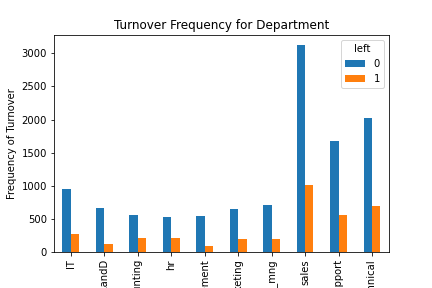 Turnover Frequency for Department
Frequency of Turnover
3000
2500
2000
1500
1000
500
0
left
0
1
IT
andD
nting
hr
ment
eting
_mng
sales
pport
hnical